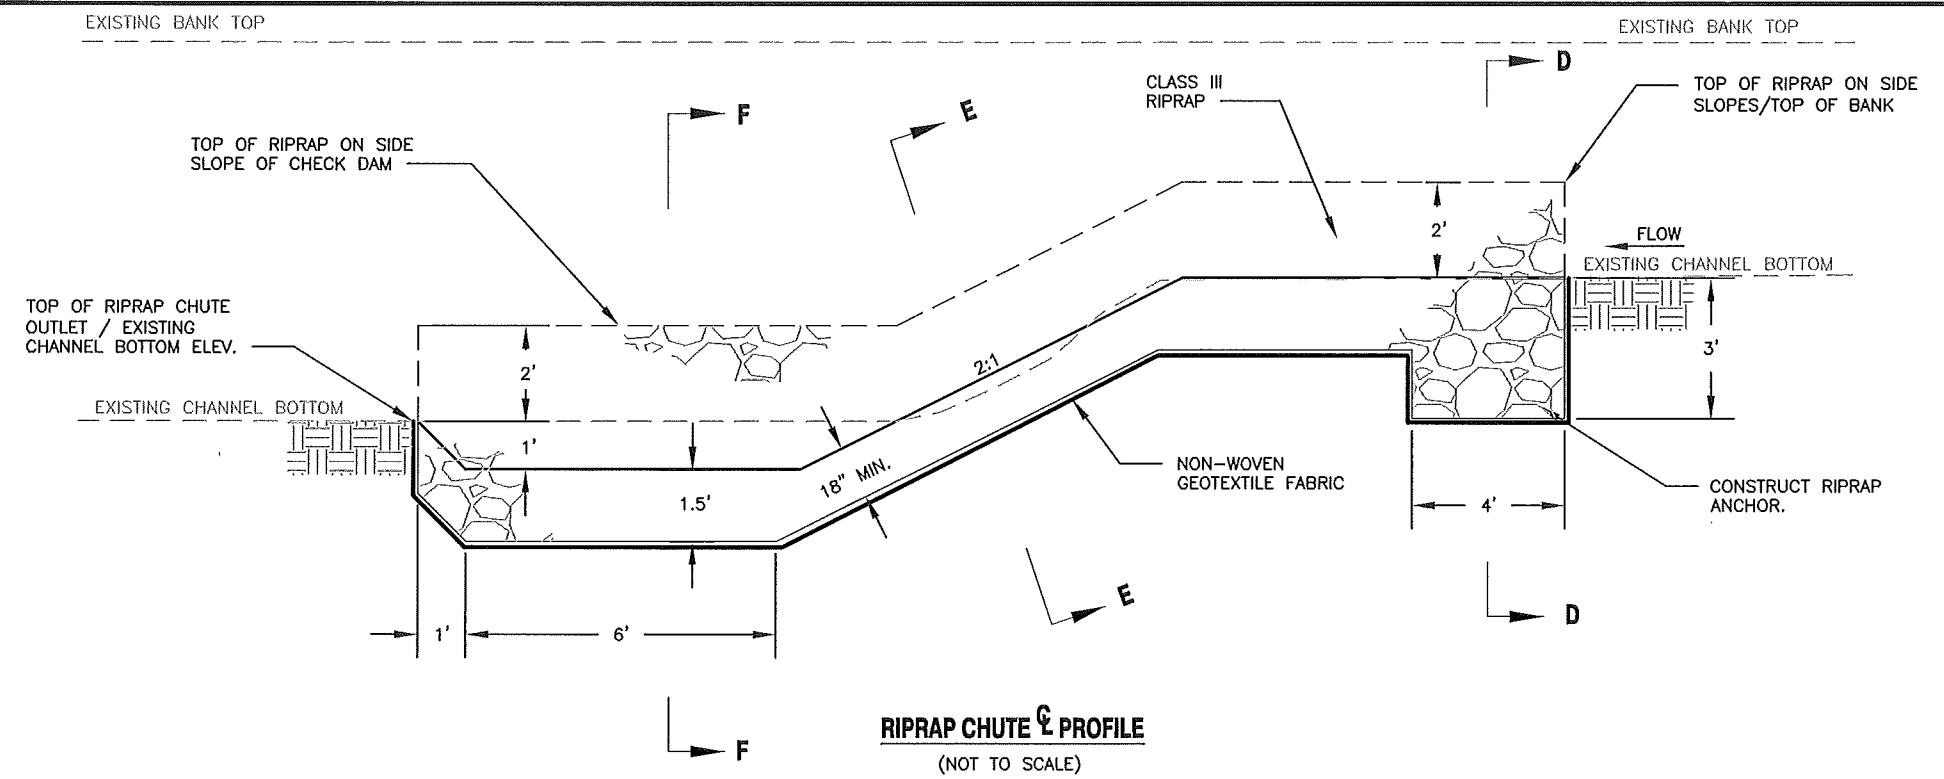 EXISTING BANK TOP
EXISTING BANK TOP
D
CLASS III
RIPRAP
TOP OF RIPRAP ON SIDE
SLOPES/TOP OF BANK
F
E
TOP OF RIPRAP ON SIDE
SLOPE OF CHECK DAM
2'
FLOW
EXISTING CHANNEL BOTTOM
TOP OF RIPRAP CHUTE
OUTLET / EXISTING
CHANNEL BOTTOM ELEV.
3'
2:1
2'
EXISTING CHANNEL BOTTOM
1'
18" MIN.
NON-WOVEN
GEOTEXTILE FABRIC
1.5'
4'
CONSTRUCT RIPRAP
ANCHOR.
E
D
1'
6'
RIPRAP CHUTE ℄ PROFILE
(NOT TO SCALE)
F